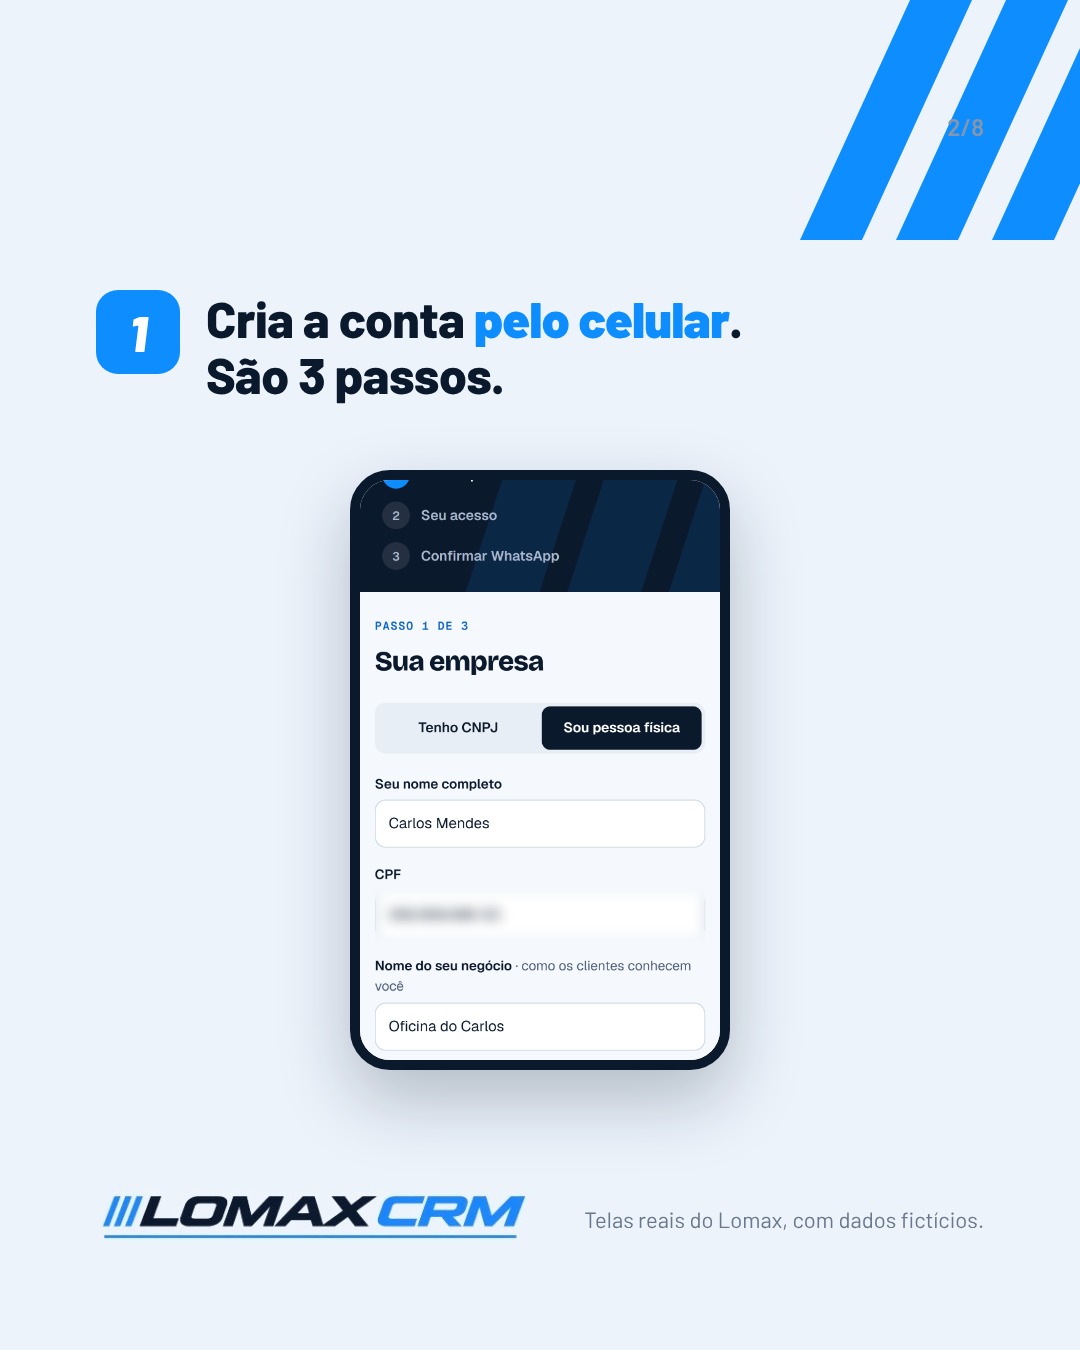 2/8
1
Cria a conta pelo celular.
São 3 passos.
2 Seu acesso
3 Confirmar WhatsApp
PASSO 1 DE 3
Sua empresa
Tenho CNPJ
Sou pessoa física
Seu nome completo
Carlos Mendes
CPF
Nome do seu negócio · como os clientes conhecem
você
Oficina do Carlos
LOMAX CRM
Telas reais do Lomax, com dados fictícios.